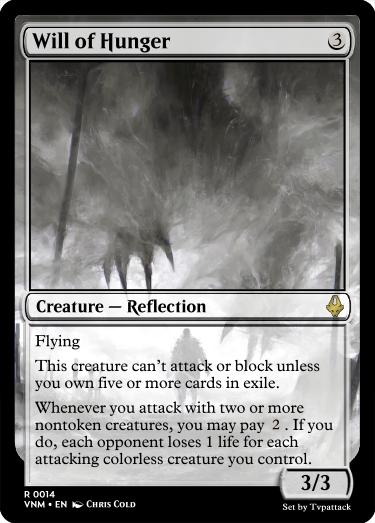 Will of Hunger 3
Creature — Reflection
Flying
This creature can't attack or block unless
you own five or more cards in exile.
Whenever you attack with two or more
nontoken creatures, you may pay 2 . If you
do, each opponent loses 1 life for each
attacking colorless creature you control.
3/3
R 0014
VNM • EN Chris Cold
Set by Tvpattack